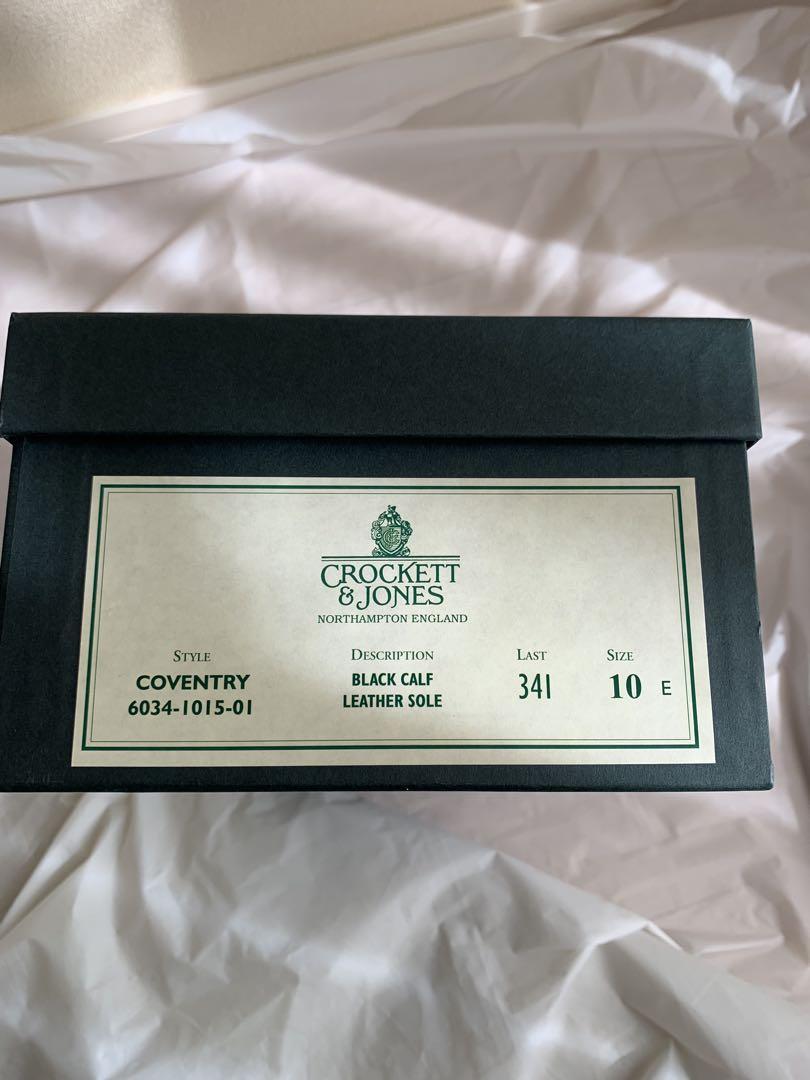 CROCKETT
& JONES
NORTHAMPTON ENGLAND
STYLE DESCRIPTION LAST SIZE
COVENTRY BLACK CALF 341 10 E
6034-1015-01 LEATHER SOLE